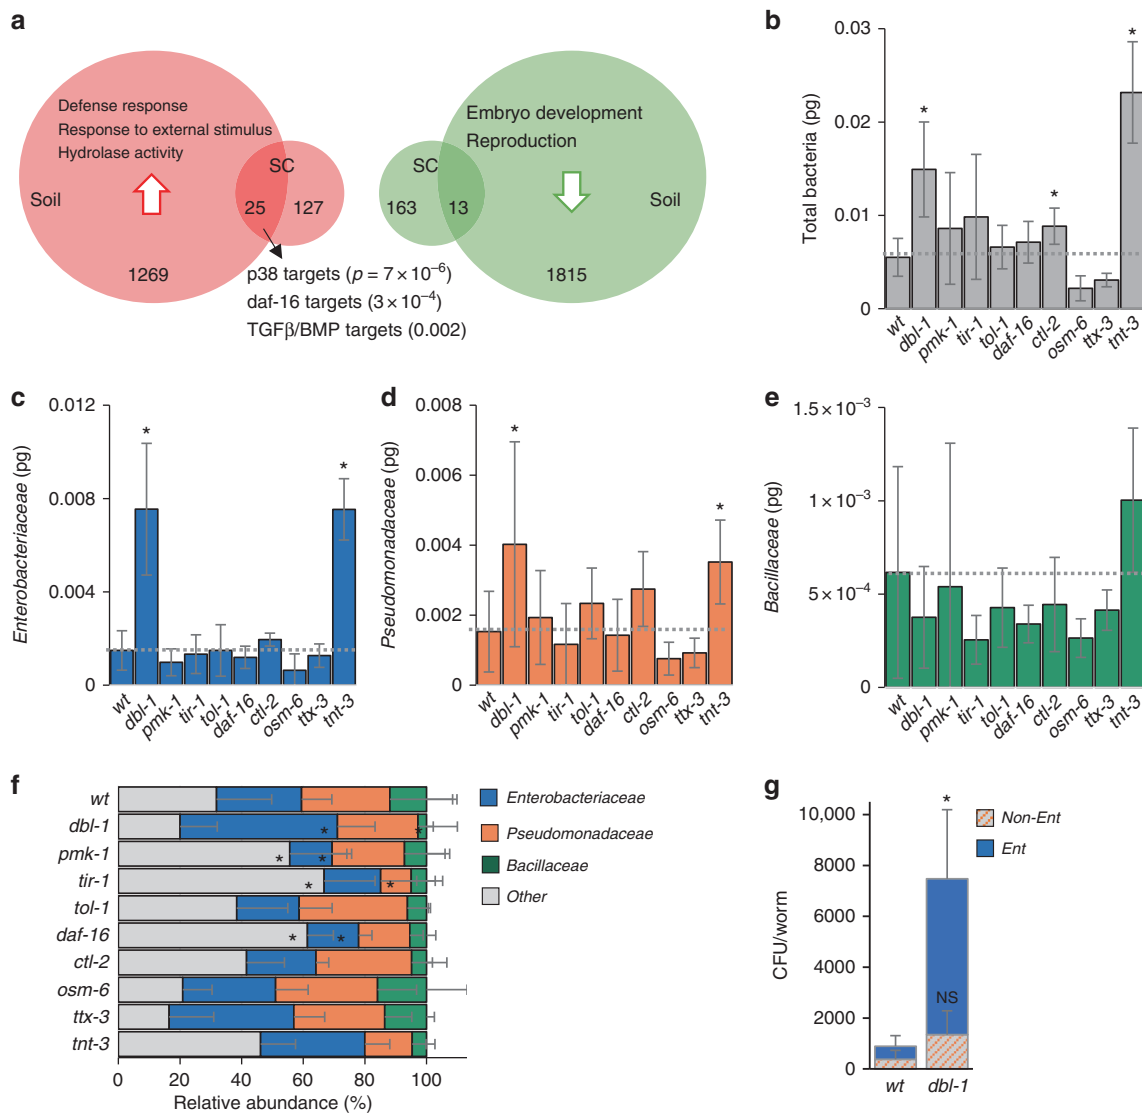 a
Defense response
Response to external stimulus
Hydrolase activity
SC
Soil
25
127
1269
p38 targets (p = 7 × 10⁻⁶)
daf-16 targets (3 × 10⁻⁴)
TGFβ/BMP targets (0.002)
Embryo development
Reproduction
SC
163
13
Soil
1815
b
Total bacteria (pg)
0.03
0.02
0.01
0
*
*
*
wt
dbl-1
pmk-1
tir-1
tol-1
daf-16
ctl-2
osm-6
ttx-3
tnt-3
c
Enterobacteriaceae (pg)
0.012
0.008
0.004
0
*
*
wt
dbl-1
pmk-1
tir-1
tol-1
daf-16
ctl-2
osm-6
ttx-3
tnt-3
d
Pseudomonadaceae (pg)
0.008
0.006
0.004
0.002
0
*
*
wt
dbl-1
pmk-1
tir-1
tol-1
daf-16
ctl-2
osm-6
ttx-3
tnt-3
e
Bacillaceae (pg)
1.5 × 10⁻³
1 × 10⁻³
5 × 10⁻⁴
0
wt
dbl-1
pmk-1
tir-1
tol-1
daf-16
ctl-2
osm-6
ttx-3
tnt-3
f
wt
dbl-1
* *
pmk-1
* *
tir-1
* *
tol-1
daf-16
* *
ctl-2
osm-6
ttx-3
tnt-3
0 20 40 60 80 100
Relative abundance (%)
Enterobacteriaceae
Pseudomonadaceae
Bacillaceae
Other
g
CFU/worm
10,000
8000
6000
4000
2000
0
*
NS
wt dbl-1
Non-Ent
Ent